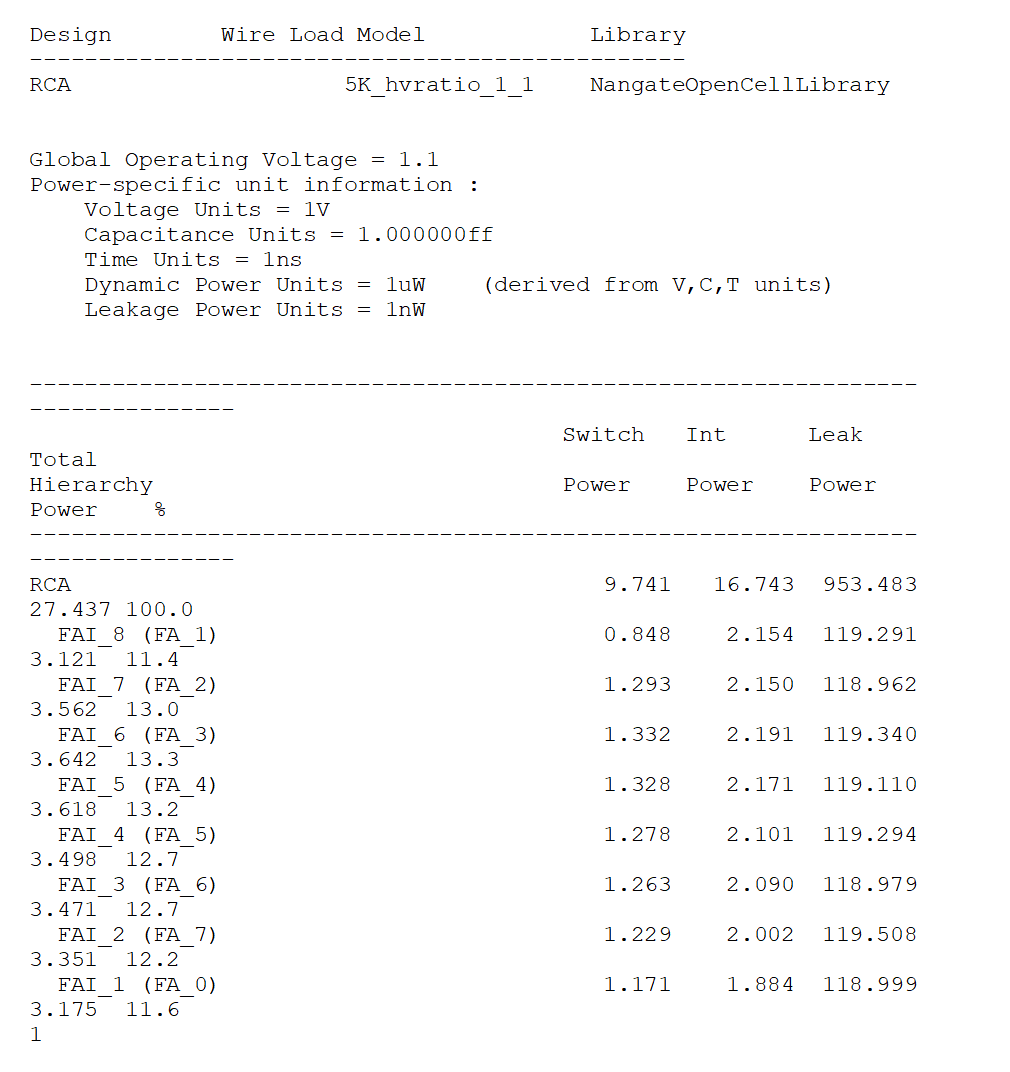 Design        Wire Load Model            Library
------------------------------------------------
RCA                    5K_hvratio_1_1    NangateOpenCellLibrary
Global Operating Voltage = 1.1
Power-specific unit information :
    Voltage Units = 1V
    Capacitance Units = 1.000000ff
    Time Units = 1ns
    Dynamic Power Units = 1uW    (derived from V,C,T units)
    Leakage Power Units = 1nW
-----------------------------------------------------------------
---------------
                                       Switch   Int      Leak
Total
Hierarchy                              Power    Power    Power
Power    %
-----------------------------------------------------------------
---------------
RCA                                       9.741   16.743  953.483
27.437 100.0
  FAI_8 (FA_1)                            0.848    2.154  119.291
3.121  11.4
  FAI_7 (FA_2)                            1.293    2.150  118.962
3.562  13.0
  FAI_6 (FA_3)                            1.332    2.191  119.340
3.642  13.3
  FAI_5 (FA_4)                            1.328    2.171  119.110
3.618  13.2
  FAI_4 (FA_5)                            1.278    2.101  119.294
3.498  12.7
  FAI_3 (FA_6)                            1.263    2.090  118.979
3.471  12.7
  FAI_2 (FA_7)                            1.229    2.002  119.508
3.351  12.2
  FAI_1 (FA_0)                            1.171    1.884  118.999
3.175  11.6
1